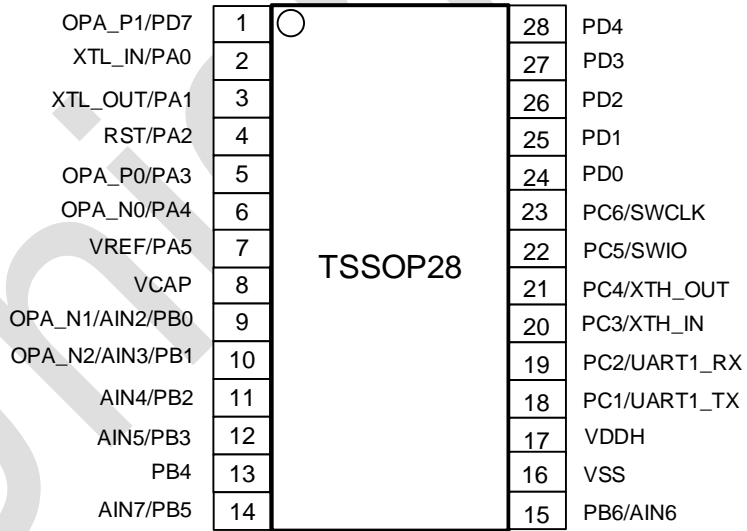 OPA_P1/PD7 1 28 PD4
XTL_IN/PA0 2 27 PD3
XTL_OUT/PA1 3 26 PD2
RST/PA2 4 25 PD1
OPA_P0/PA3 5 24 PD0
OPA_N0/PA4 6 23 PC6/SWCLK
VREF/PA5 7 22 PC5/SWIO
TSSOP28
VCAP 8 21 PC4/XTH_OUT
OPA_N1/AIN2/PB0 9 20 PC3/XTH_IN
OPA_N2/AIN3/PB1 10 19 PC2/UART1_RX
AIN4/PB2 11 18 PC1/UART1_TX
AIN5/PB3 12 17 VDDH
PB4 13 16 VSS
AIN7/PB5 14 15 PB6/AIN6